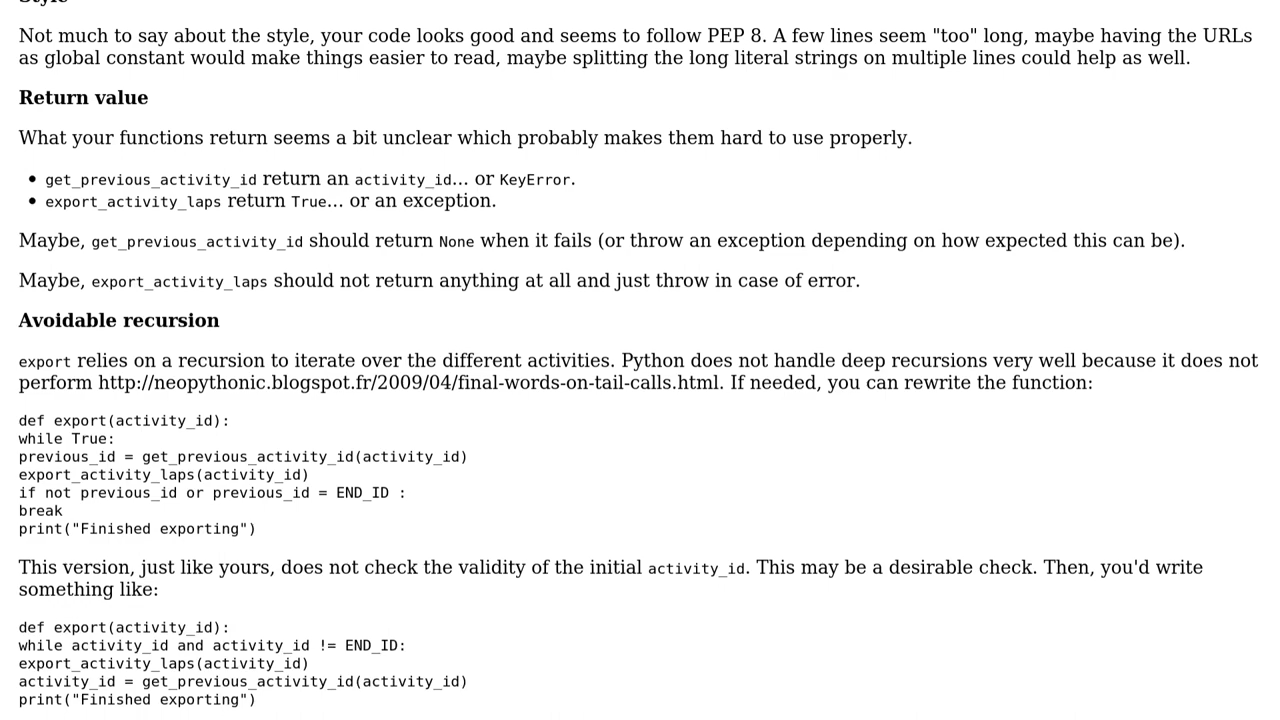 Style
Not much to say about the style, your code looks good and seems to follow PEP 8. A few lines seem "too" long, maybe having the URLs
as global constant would make things easier to read, maybe splitting the long literal strings on multiple lines could help as well.
Return value
What your functions return seems a bit unclear which probably makes them hard to use properly.
• get_previous_activity_id return an activity_id... or KeyError.
• export_activity_laps return True... or an exception.
Maybe, get_previous_activity_id should return None when it fails (or throw an exception depending on how expected this can be).
Maybe, export_activity_laps should not return anything at all and just throw in case of error.
Avoidable recursion
export relies on a recursion to iterate over the different activities. Python does not handle deep recursions very well because it does not
perform http://neopythonic.blogspot.fr/2009/04/final-words-on-tail-calls.html. If needed, you can rewrite the function:
def export(activity_id):
while True:
previous_id = get_previous_activity_id(activity_id)
export_activity_laps(activity_id)
if not previous_id or previous_id = END_ID :
break
print("Finished exporting")
This version, just like yours, does not check the validity of the initial activity_id. This may be a desirable check. Then, you'd write
something like:
def export(activity_id):
while activity_id and activity_id != END_ID:
export_activity_laps(activity_id)
activity_id = get_previous_activity_id(activity_id)
print("Finished exporting")